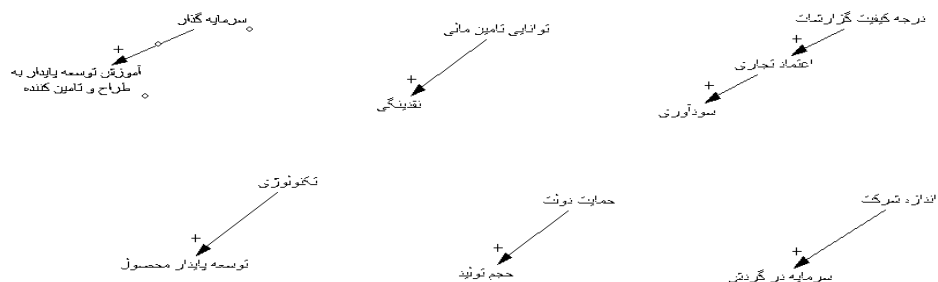 درجه کیفیت گزارشات
+
اعتماد تجاری
+
سودآوری
توانایی تامین مالی
+
نقدینگی
سرمایه گذار
+
آموزش توسعه پایدار به
طراح و تامین کننده
اندازه شرکت
+
سرمایه در گردش
حمایت دولت
+
حجم تولید
تکنولوژی
+
توسعه پایدار محصول